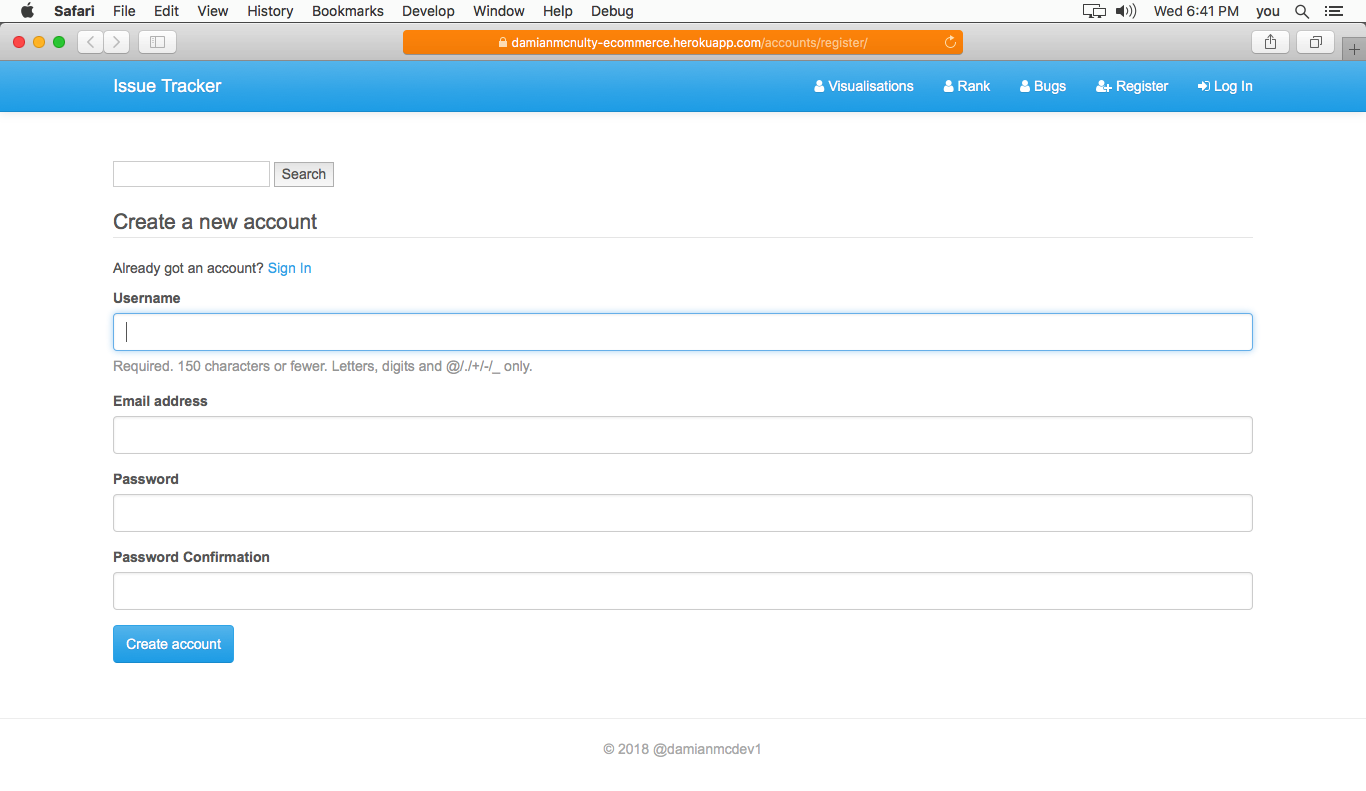 Safari File Edit View History Bookmarks Develop Window Help Debug Wed 6:41 PM you
damianmcnulty-ecommerce.herokuapp.com/accounts/register/
Issue Tracker Visualisations Rank Bugs Register Log In
Search
Create a new account
Already got an account? Sign In
Username
Required. 150 characters or fewer. Letters, digits and @/./+/-/_ only.
Email address
Password
Password Confirmation
Create account
© 2018 @damianmcdev1